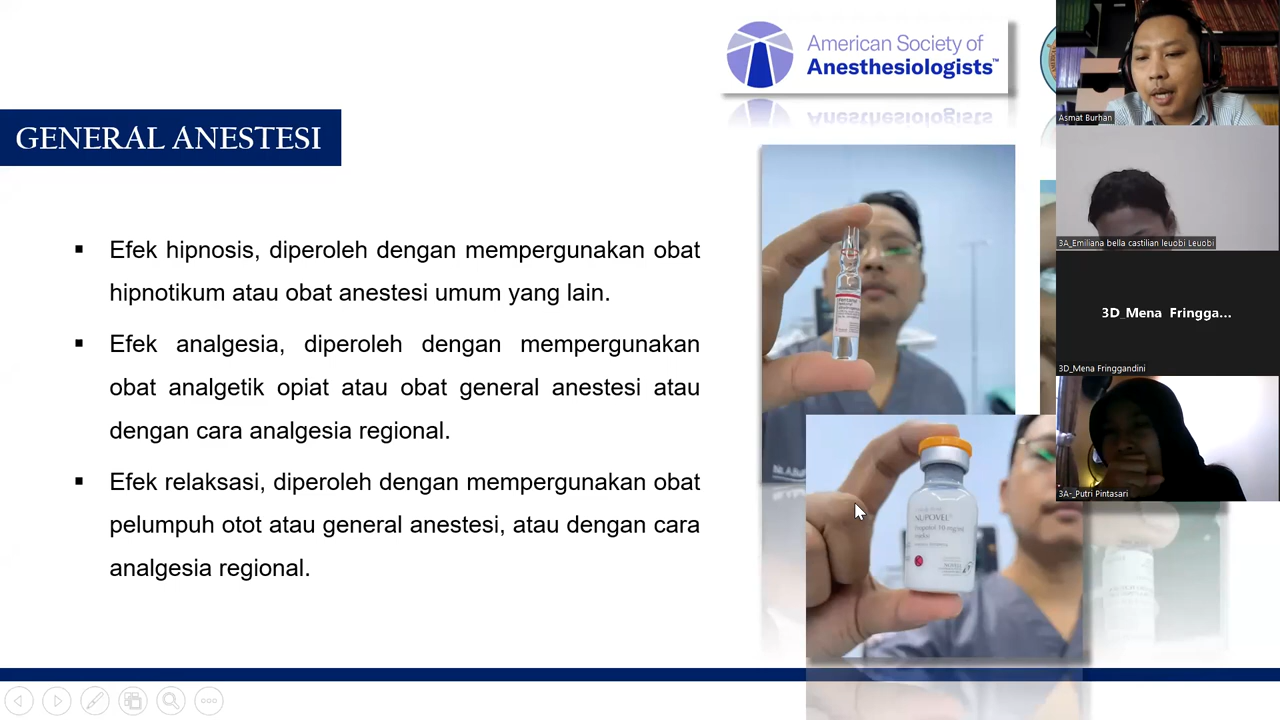 American Society of
Anesthesiologists™
GENERAL ANESTESI
▪ Efek hipnosis, diperoleh dengan mempergunakan obat
hipnotikum atau obat anestesi umum yang lain.
▪ Efek analgesia, diperoleh dengan mempergunakan
obat analgetik opiat atau obat general anestesi atau
dengan cara analgesia regional.
▪ Efek relaksasi, diperoleh dengan mempergunakan obat
pelumpuh otot atau general anestesi, atau dengan cara
analgesia regional.
NUPOVEL
Asmat Burhan
3A_Emiliana bella castilian leuobi Leuobi
3D_Mena Fringga...
3D_Mena Fringgandini
3A-_Putri Pintasari